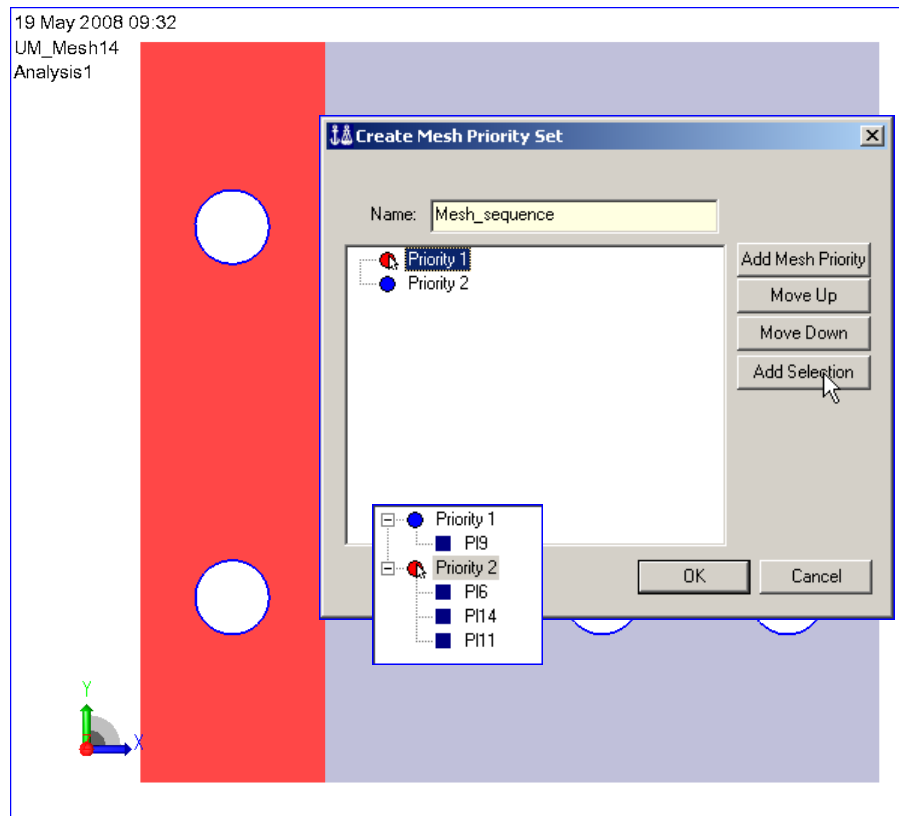 19 May 2008 09:32
UM_Mesh14
Analysis1
Create Mesh Priority Set
Name: Mesh_sequence
Priority 1
Priority 2
Add Mesh Priority
Move Up
Move Down
Add Selection
Priority 1
Pl9
Priority 2
Pl6
Pl14
Pl11
OK Cancel
Y
X